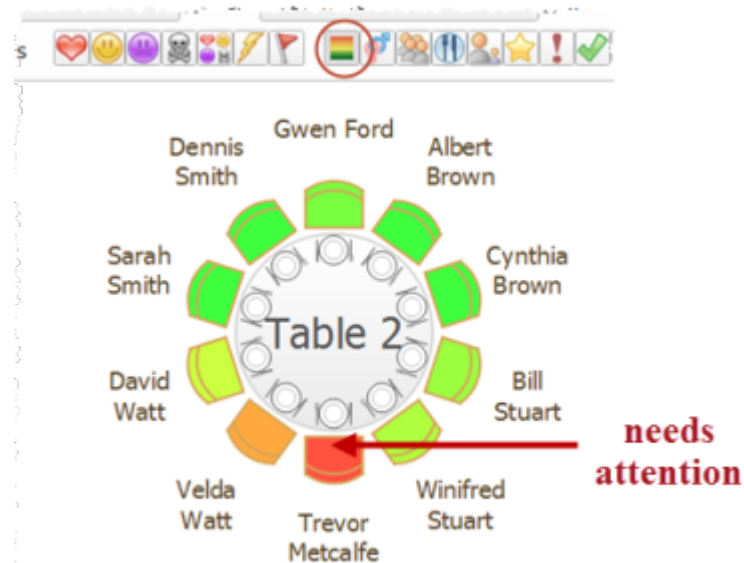 s
Gwen Ford
Dennis
Smith
Albert
Brown
Sarah
Smith
Cynthia
Brown
Table 2
David
Watt
Bill
Stuart
needs
attention
Velda
Watt
Trevor
Metcalfe
Winifred
Stuart